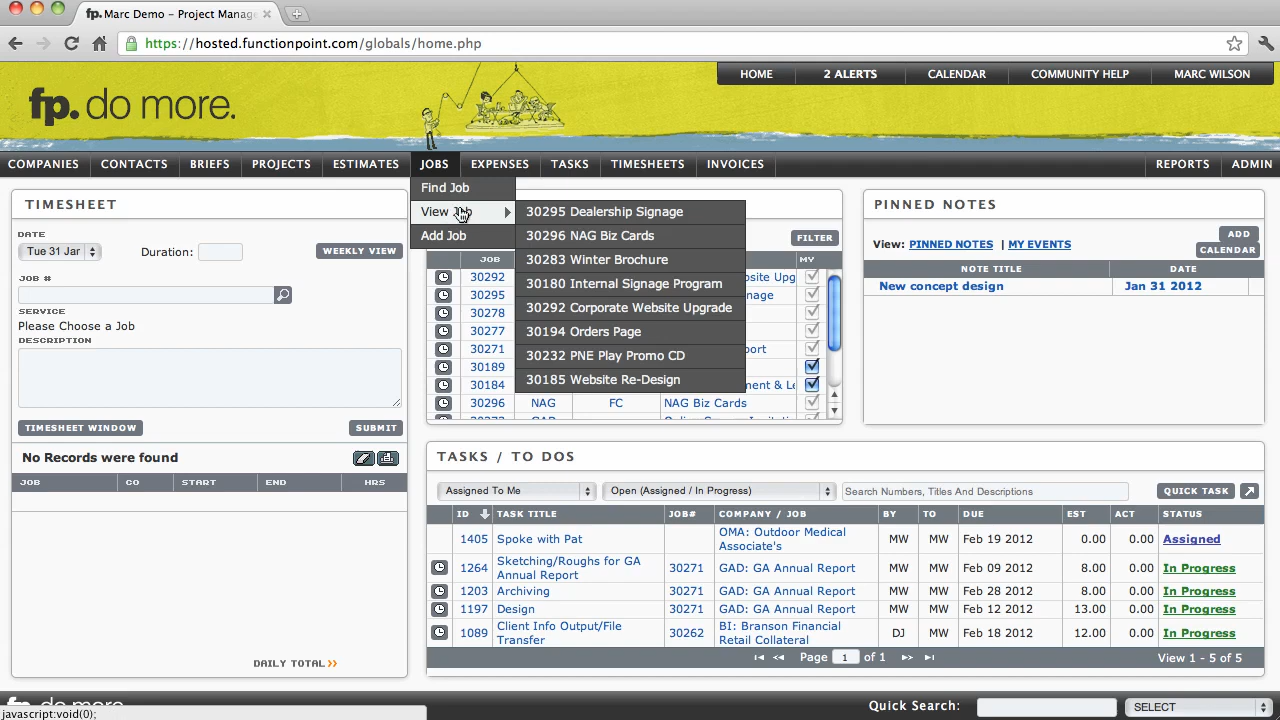 fp. Marc Demo – Project Manage
https://hosted.functionpoint.com/globals/home.php
HOME 2 ALERTS CALENDAR COMMUNITY HELP MARC WILSON
fp. do more.
COMPANIES CONTACTS BRIEFS PROJECTS ESTIMATES JOBS EXPENSES TASKS TIMESHEETS INVOICES REPORTS ADMIN
Find Job
View Job
Add Job
30295 Dealership Signage
30296 NAG Biz Cards
30283 Winter Brochure
30180 Internal Signage Program
30292 Corporate Website Upgrade
30194 Orders Page
30232 PNE Play Promo CD
30185 Website Re-Design
TIMESHEET
DATE
Tue 31 Jan Duration: WEEKLY VIEW
JOB #
SERVICE
Please Choose a Job
DESCRIPTION
TIMESHEET WINDOW SUBMIT
No Records were found
JOB CO START END HRS
DAILY TOTAL >>
FILTER
JOB MY
30292 site Upg
30295 nage
30278
30277
30271 port
30189
30184 ment & Le
30296 NAG FC NAG Biz Cards
PINNED NOTES
ADD
View: PINNED NOTES | MY EVENTS CALENDAR
NOTE TITLE DATE
New concept design Jan 31 2012
TASKS / TO DOS
Assigned To Me Open (Assigned / In Progress) Search Numbers, Titles And Descriptions QUICK TASK
ID TASK TITLE JOB# COMPANY / JOB BY TO DUE EST ACT STATUS
1405 Spoke with Pat OMA: Outdoor Medical Associate's MW MW Feb 19 2012 0.00 0.00 Assigned
1264 Sketching/Roughs for GA Annual Report 30271 GAD: GA Annual Report MW MW Feb 09 2012 8.00 0.00 In Progress
1203 Archiving 30271 GAD: GA Annual Report MW MW Feb 28 2012 8.00 0.00 In Progress
1197 Design 30271 GAD: GA Annual Report MW MW Feb 12 2012 13.00 0.00 In Progress
1089 Client Info Output/File Transfer 30262 BI: Branson Financial Retail Collateral DJ MW Feb 18 2012 12.00 0.00 In Progress
Page 1 of 1 View 1 - 5 of 5
Quick Search: SELECT
javascript:void(0);